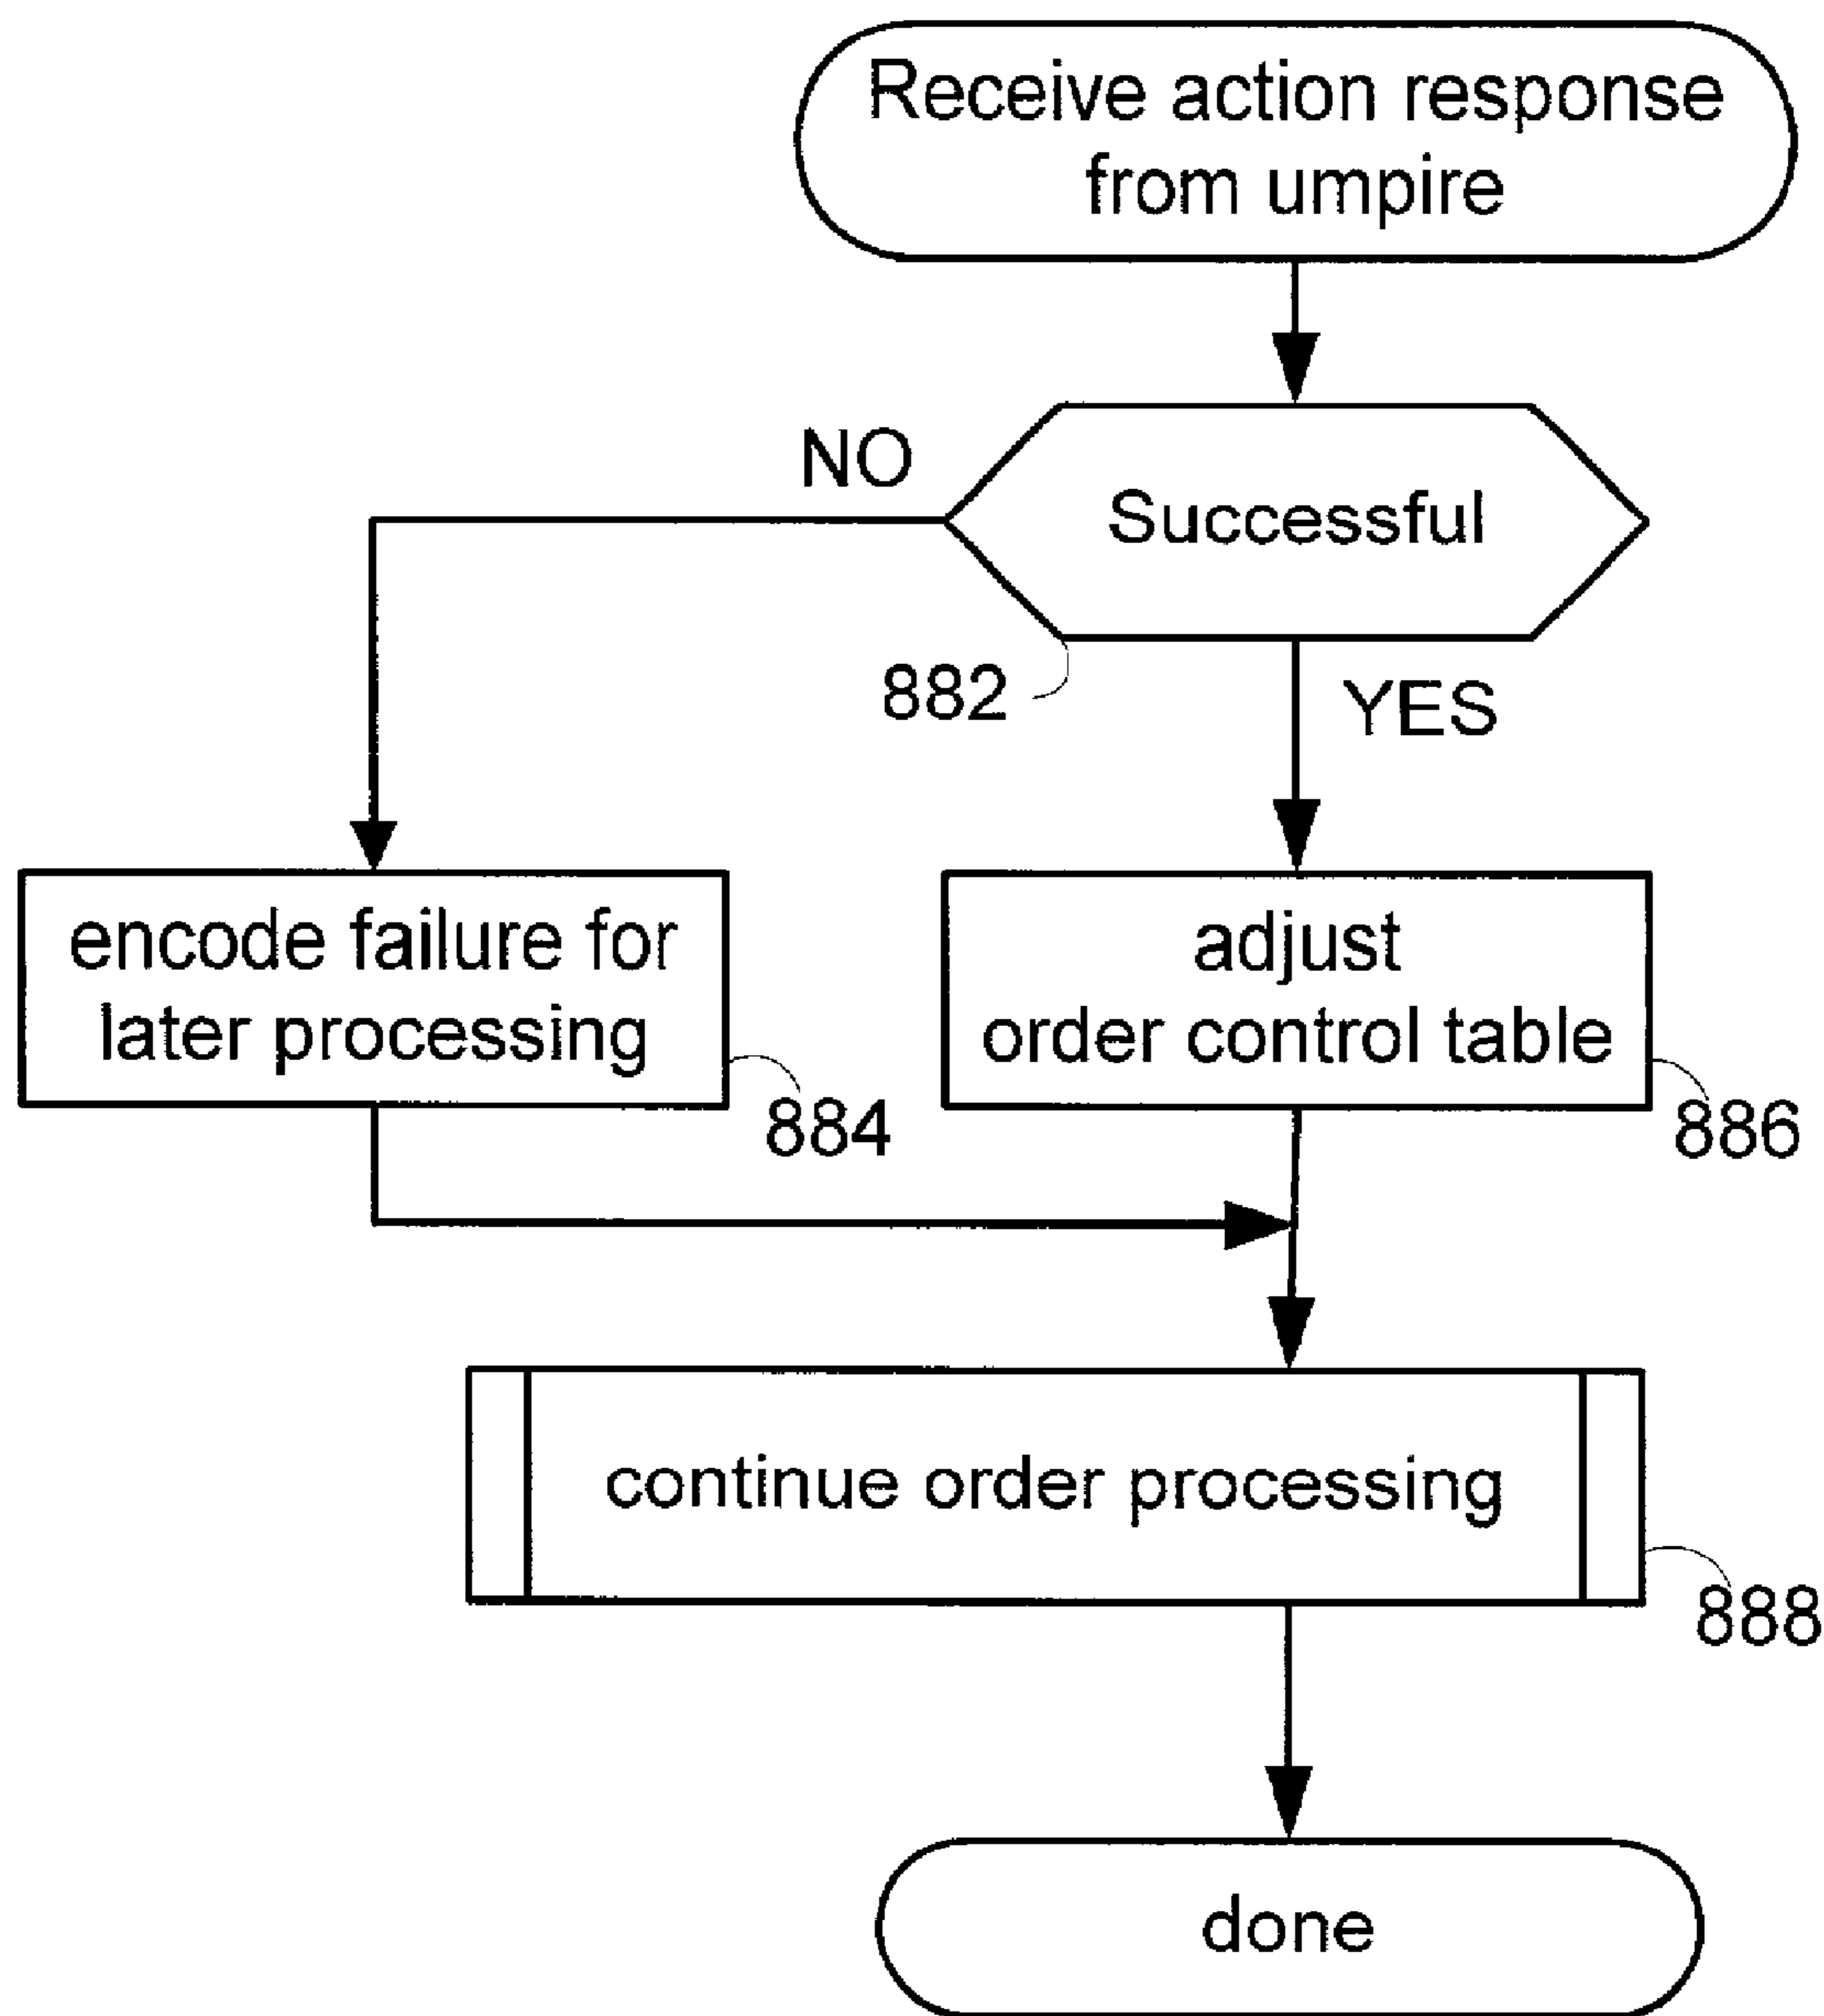 Receive action response
from umpire
NO
Successful
882
YES
encode failure for
later processing
884
adjust
order control table
886
continue order processing
888
done